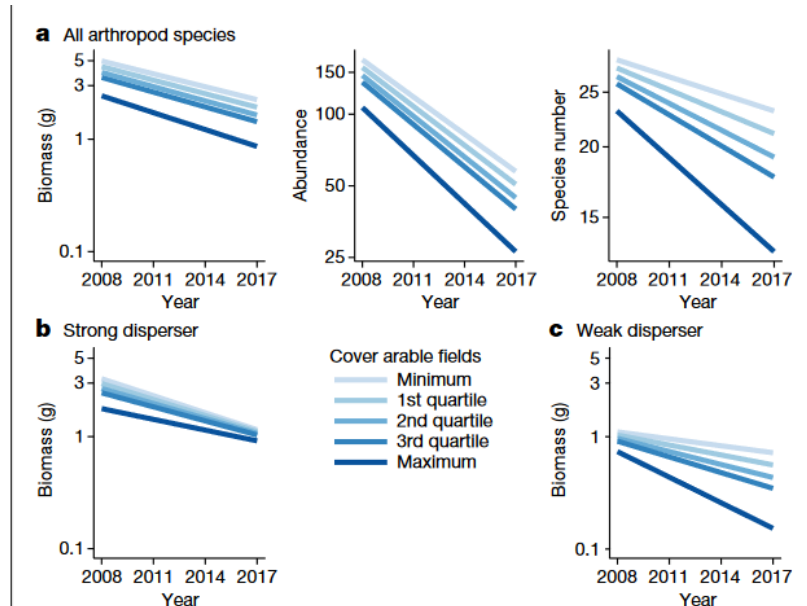 a All arthropod species
5
3
1
0.1
Biomass (g)
2008 2011 2014 2017
Year
150
100
50
25
Abundance
2008 2011 2014 2017
Year
25
20
15
Species number
2008 2011 2014 2017
Year
b Strong disperser
5
3
1
0.1
Biomass (g)
2008 2011 2014 2017
Year
Cover arable fields
Minimum
1st quartile
2nd quartile
3rd quartile
Maximum
c Weak disperser
5
3
1
0.1
Biomass (g)
2008 2011 2014 2017
Year